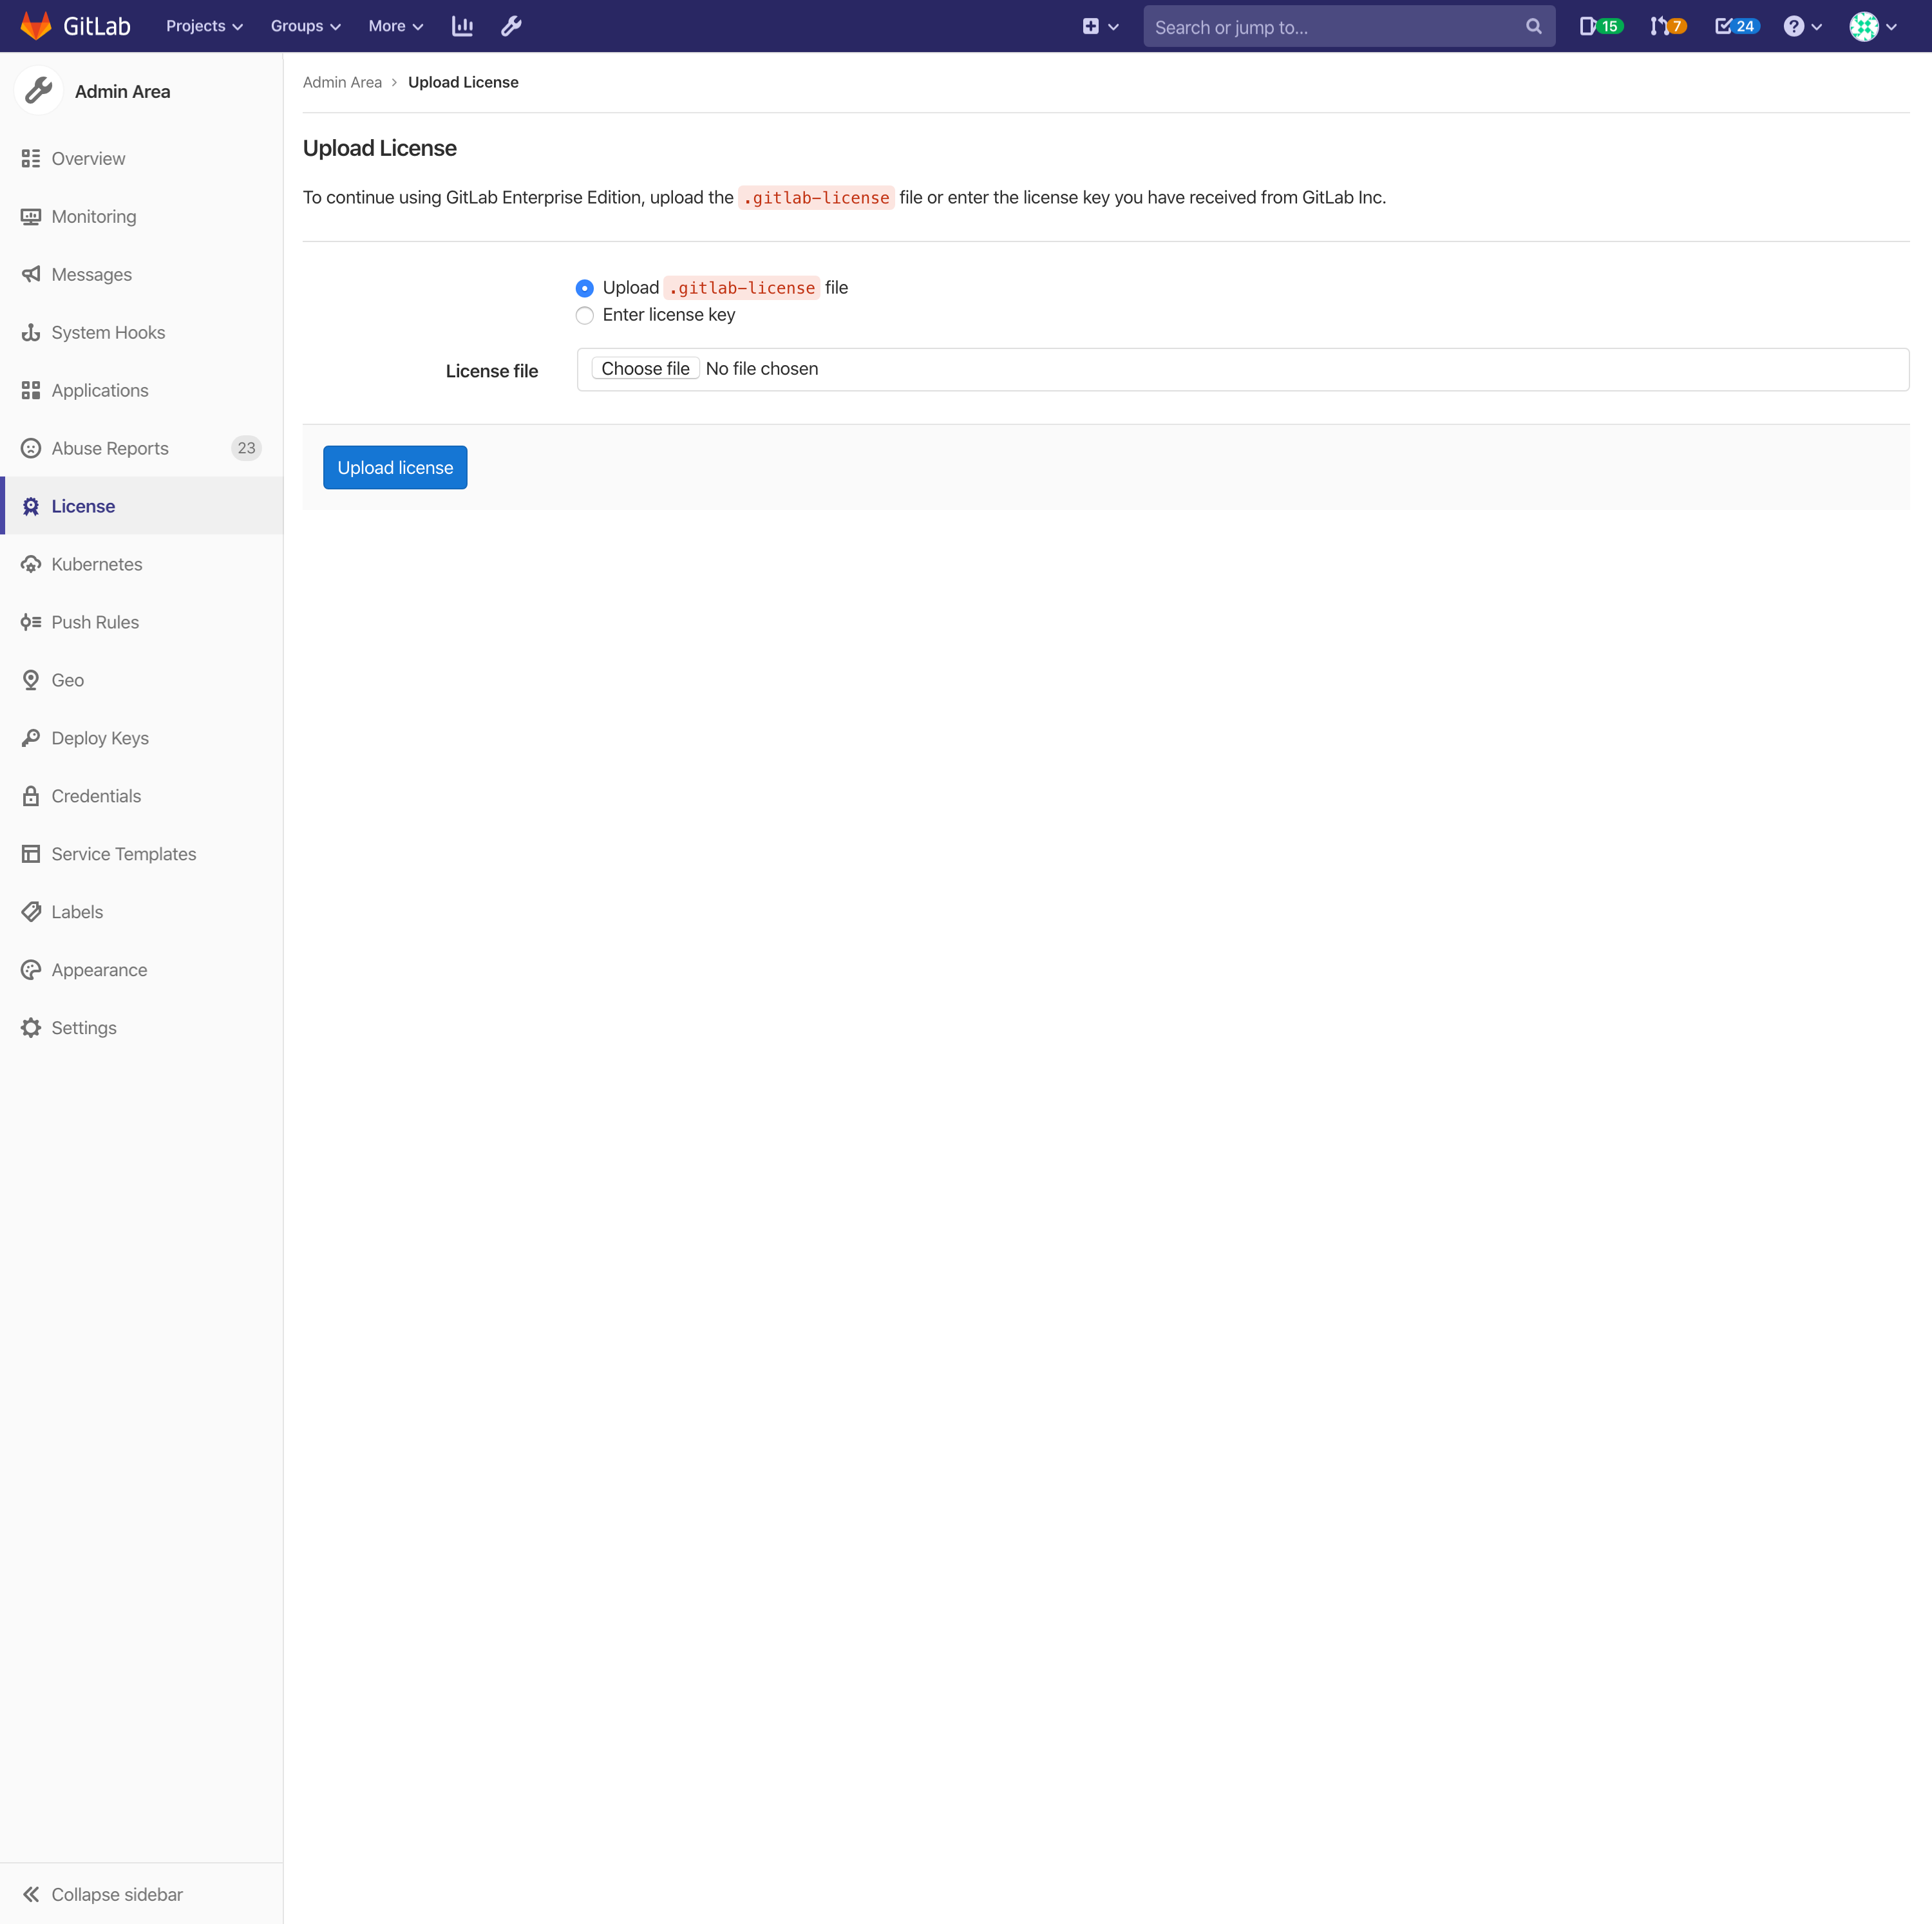 GitLab Projects Groups More Search or jump to... 15 7 24
Admin Area
Overview
Monitoring
Messages
System Hooks
Applications
Abuse Reports 23
License
Kubernetes
Push Rules
Geo
Deploy Keys
Credentials
Service Templates
Labels
Appearance
Settings
Collapse sidebar
Admin Area › Upload License
Upload License
To continue using GitLab Enterprise Edition, upload the .gitlab-license file or enter the license key you have received from GitLab Inc.
Upload .gitlab-license file
Enter license key
License file Choose file No file chosen
Upload license